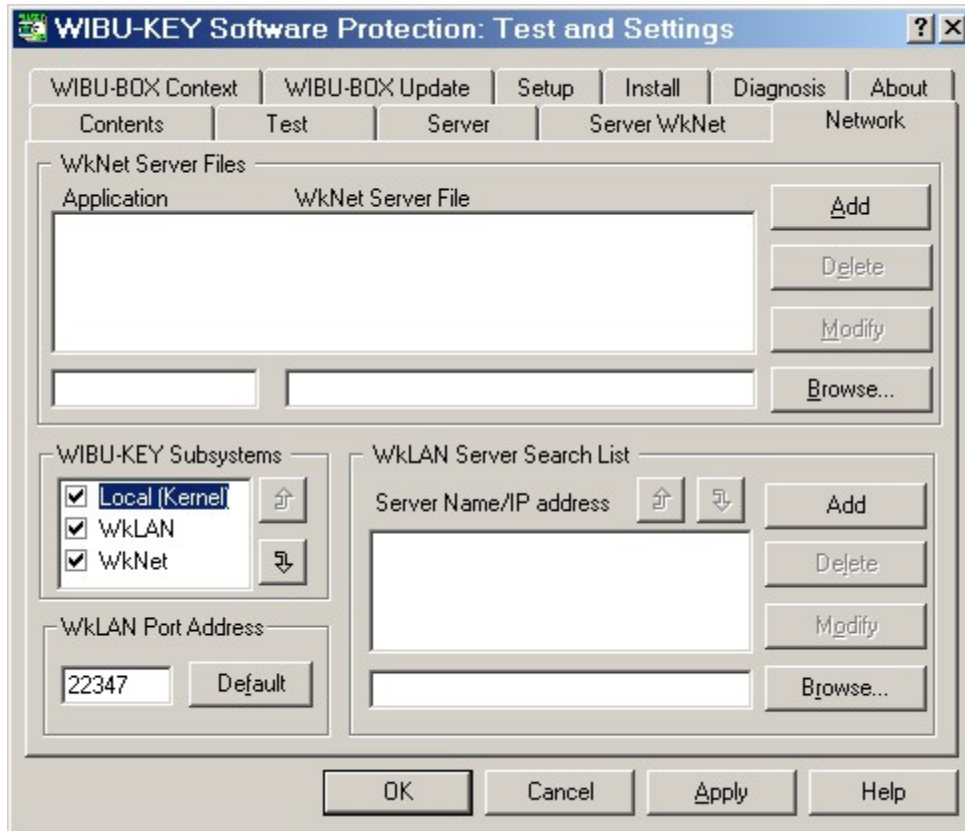 WIBU-KEY Software Protection: Test and Settings
WIBU-BOX Context WIBU-BOX Update Setup Install Diagnosis About
Contents Test Server Server WkNet Network
WkNet Server Files
Application WkNet Server File
Add
Delete
Modify
Browse...
WIBU-KEY Subsystems
Local (Kernel)
WkLAN
WkNet
WkLAN Port Address
22347 Default
WkLAN Server Search List
Server Name/IP address
Add
Delete
Modify
Browse...
OK Cancel Apply Help